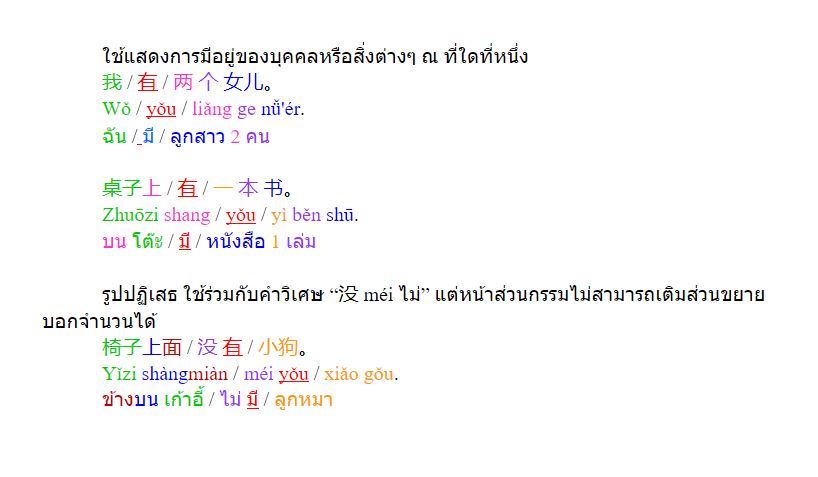 ใช้แสดงการมีอยู่ของบุคคลหรือสิ่งต่างๆ ณ ที่ใดที่หนึ่ง
我 / 有 / 两 个 女儿。
Wǒ / yǒu / liǎng ge nǚ'ér.
ฉัน / มี / ลูกสาว 2 คน
桌子上 / 有 / 一 本 书。
Zhuōzi shang / yǒu / yì běn shū.
บน โต๊ะ / มี / หนังสือ 1 เล่ม
รูปปฏิเสธ ใช้ร่วมกับคำวิเศษ “没 méi ไม่” แต่หน้าส่วนกรรมไม่สามารถเติมส่วนขยาย
บอกจำนวนได้
椅子上面 / 没 有 / 小狗。
Yǐzi shàngmiàn / méi yǒu / xiǎo gǒu.
ข้างบน เก้าอี้ / ไม่ มี / ลูกหมา